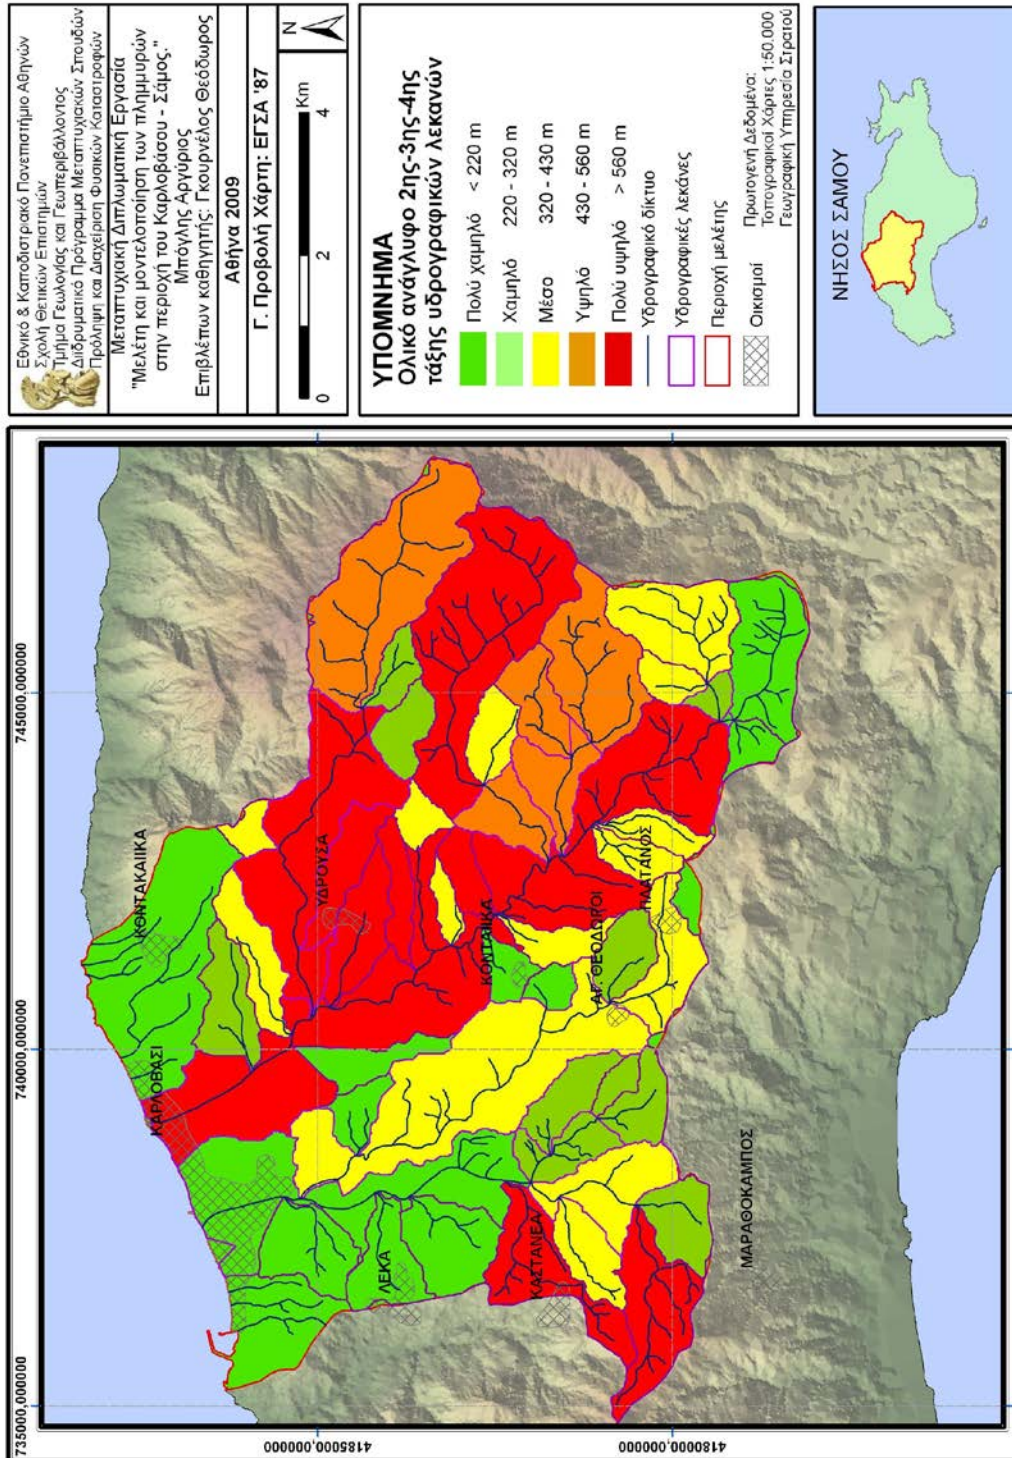 Εθνικό & Καποδιστριακό Πανεπιστήμιο Αθηνών
Σχολή Θετικών Επιστημών
Τμήμα Γεωλογίας και Γεωπεριβάλλοντος
Διϊδρυματικό Πρόγραμμα Μεταπτυχιακών Σπουδών
Πρόληψη και Διαχείριση Φυσικών Καταστροφών
Μεταπτυχιακή Διπλωματική Εργασία
"Μελέτη και μοντελοποίηση των πλημμυρών
στην περιοχή του Καρλοβάσου - Σάμος."
Μπόγλης Αργύριος
Επιβλέπων καθηγητής: Γκουρνέλος Θεόδωρος
Αθήνα 2009
Γ. Προβολή Χάρτη: ΕΓΣΑ '87
N
0 2 4
Km
ΥΠΟΜΝΗΜΑ
Ολικό ανάγλυφο 2ης-3ης-4ης
τάξης υδρογραφικών λεκανών
Πολύ χαμηλό < 220 m
Χαμηλό 220 - 320 m
Μέσο 320 - 430 m
Υψηλό 430 - 560 m
Πολύ υψηλό > 560 m
Υδρογραφικό δίκτυο
Υδρογραφικές λεκάνες
Περιοχή μελέτης
Οικισμοί
Πρωτογενή Δεδομένα:
Τοπογραφικοί Χάρτες 1:50.000
Γεωγραφική Υπηρεσία Στρατού
ΝΗΣΟΣ ΣΑΜΟΥ
735000,000000
740000,000000
745000,000000
4185000,000000
4180000,000000
ΚΑΡΛΟΒΑΣΙ
ΚΟΝΤΑΚΑΙΙΚΑ
ΥΔΡΟΥΣΑ
ΛΕΚΑ
ΚΟΝΤΑΙΙΚΑ
ΚΑΣΤΑΝΕΑ
ΑΓ. ΘΕΟΔΩΡΟΙ
ΠΛΑΤΑΝΟΣ
ΜΑΡΑΘΟΚΑΜΠΟΣ